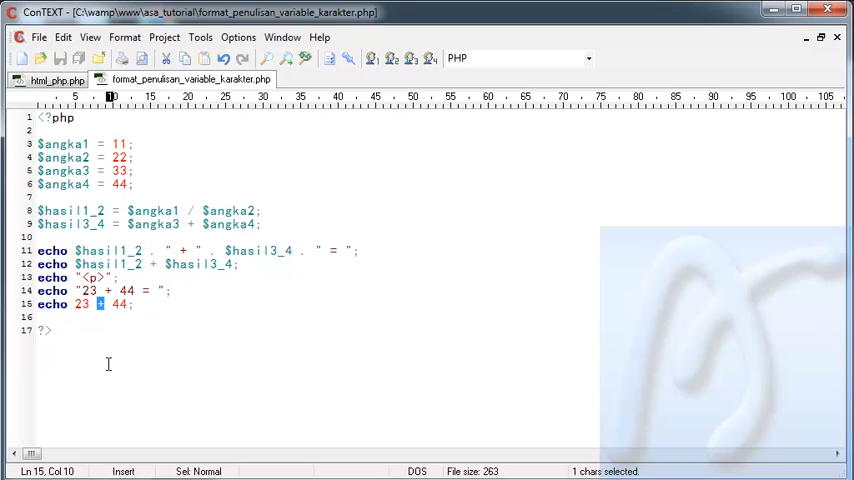 ConTEXT - [C:\wamp\www\asa_tutorial\format_penulisan_variable_karakter.php]
File Edit View Format Project Tools Options Window Help
1 2 3 4 PHP
html_php.php format_penulisan_variable_karakter.php
5 10 15 20 25 30 35 40 45 50 55 60 65 70 75 80 85 90 95 100 105
1 <?php
2
3 $angka1 = 11;
4 $angka2 = 22;
5 $angka3 = 33;
6 $angka4 = 44;
7
8 $hasil1_2 = $angka1 / $angka2;
9 $hasil3_4 = $angka3 + $angka4;
10
11 echo $hasil1_2 . " + " . $hasil3_4 . " = ";
12 echo $hasil1_2 + $hasil3_4;
13 echo "<p>";
14 echo "23 + 44 = ";
15 echo 23 + 44;
16
17 ?>
Ln 15, Col 10 Insert Sel: Normal DOS File size: 263 1 chars selected.